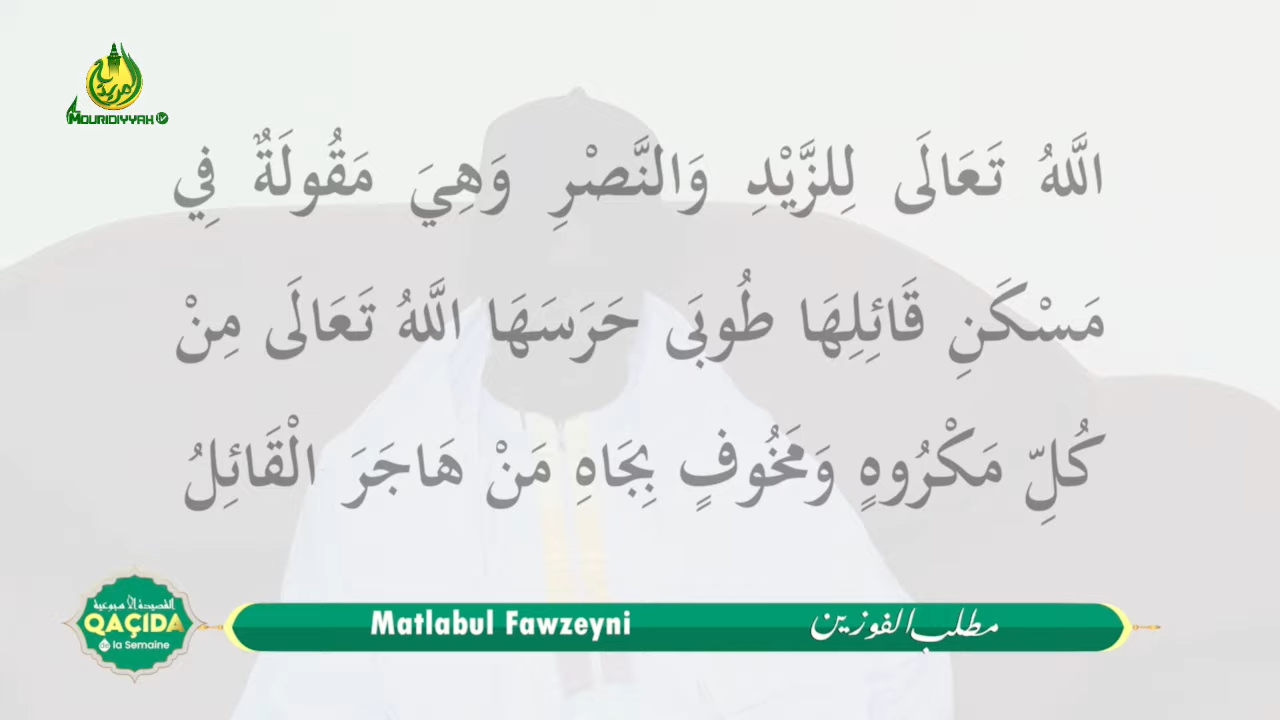 MOURIDIYYAH
اللَّهُ تَعَالَى لِلزَّيْدِ وَالنَّصْرِ وَهِيَ مَقُولَةٌ فِي
مَسْكَنِ قَائِلِهَا طُوبَى حَرَسَهَا اللَّهُ تَعَالَى مِنْ
كُلِّ مَكْرُوهٍ وَمَخُوفٍ بِجَاهِ مَنْ هَاجَرَ الْقَائِلُ
القصيدة الأسبوعية
QAÇIDA
de la Semaine
Matlabul Fawzeyni
مطلب الفوزين